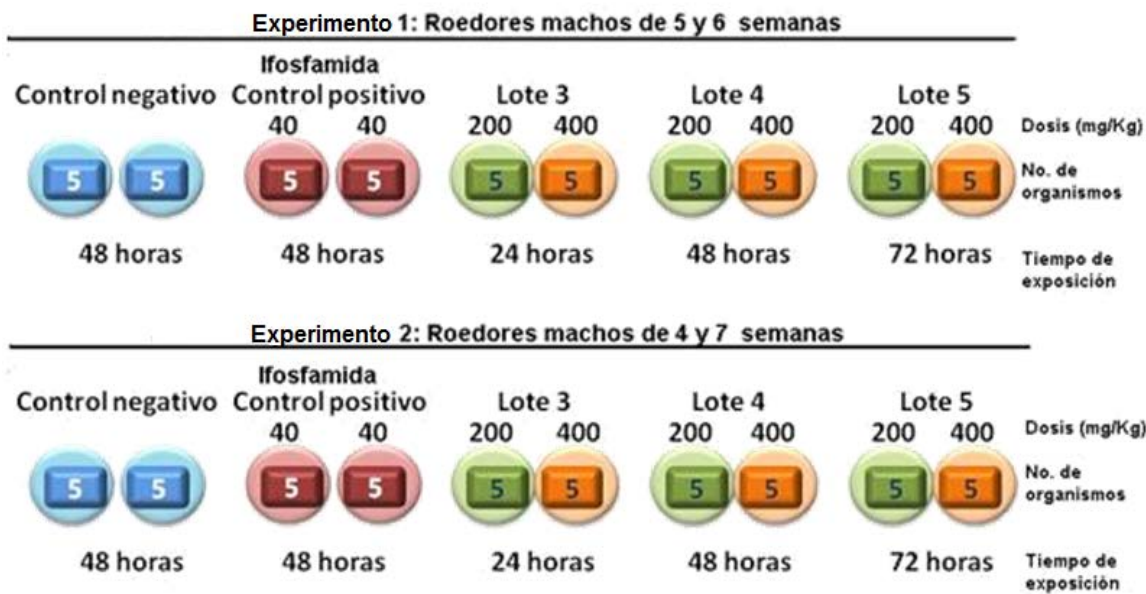 Experimento 1: Roedores machos de 5 y 6 semanas
Ifosfamida
Control negativo Control positivo Lote 3 Lote 4 Lote 5
40 40 200 400 200 400 200 400 Dosis (mg/Kg)
5 5 5 5 5 5 5 5 5 5 No. de
organismos
48 horas 48 horas 24 horas 48 horas 72 horas Tiempo de
exposición
Experimento 2: Roedores machos de 4 y 7 semanas
Ifosfamida
Control negativo Control positivo Lote 3 Lote 4 Lote 5
40 40 200 400 200 400 200 400 Dosis (mg/Kg)
5 5 5 5 5 5 5 5 5 5 No. de
organismos
48 horas 48 horas 24 horas 48 horas 72 horas Tiempo de
exposición